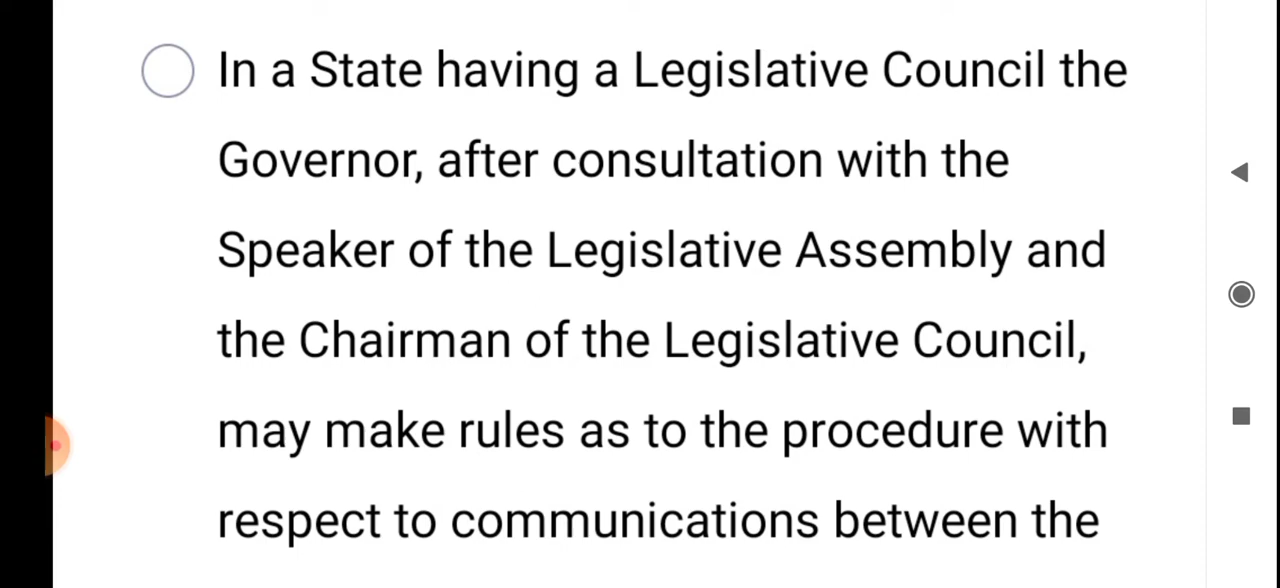 In a State having a Legislative Council the
Governor, after consultation with the
Speaker of the Legislative Assembly and
the Chairman of the Legislative Council,
may make rules as to the procedure with
respect to communications between the